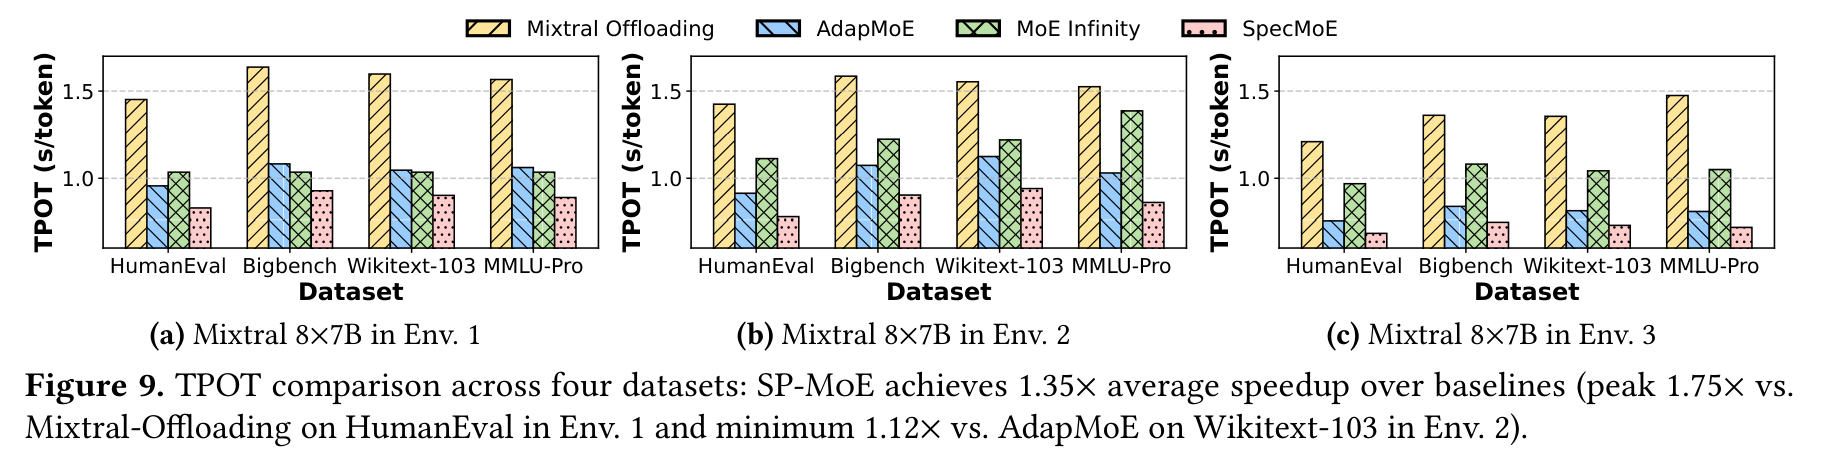 Mixtral Offloading AdapMoE MoE Infinity SpecMoE
TPOT (s/token)
1.5
1.0
HumanEval Bigbench Wikitext-103 MMLU-Pro
Dataset
(a) Mixtral 8×7B in Env. 1
TPOT (s/token)
1.5
1.0
HumanEval Bigbench Wikitext-103 MMLU-Pro
Dataset
(b) Mixtral 8×7B in Env. 2
TPOT (s/token)
1.5
1.0
HumanEval Bigbench Wikitext-103 MMLU-Pro
Dataset
(c) Mixtral 8×7B in Env. 3
Figure 9. TPOT comparison across four datasets: SP-MoE achieves 1.35× average speedup over baselines (peak 1.75× vs.
Mixtral-Offloading on HumanEval in Env. 1 and minimum 1.12× vs. AdapMoE on Wikitext-103 in Env. 2).